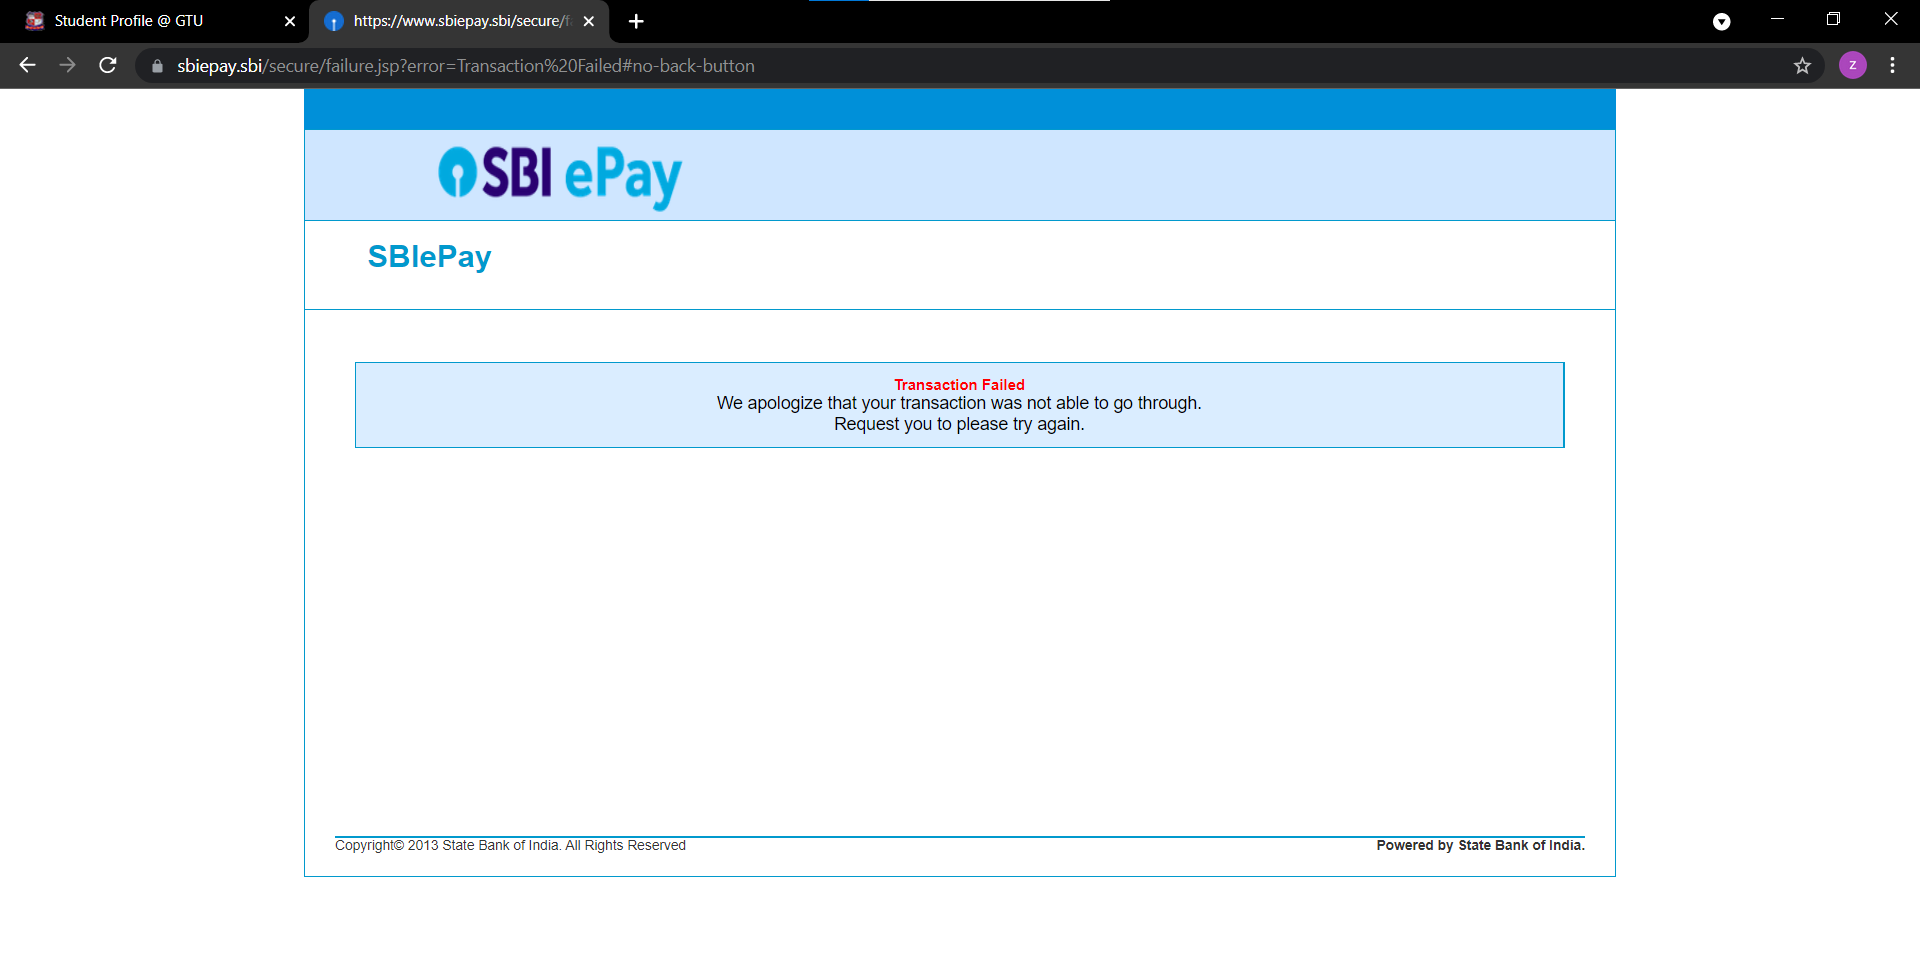 Student Profile @ GTU
https://www.sbiepay.sbi/secure/f
sbiepay.sbi/secure/failure.jsp?error=Transaction%20Failed#no-back-button
z
SBI ePay
SBIePay
Transaction Failed
We apologize that your transaction was not able to go through.
Request you to please try again.
Copyright© 2013 State Bank of India. All Rights Reserved
Powered by State Bank of India.